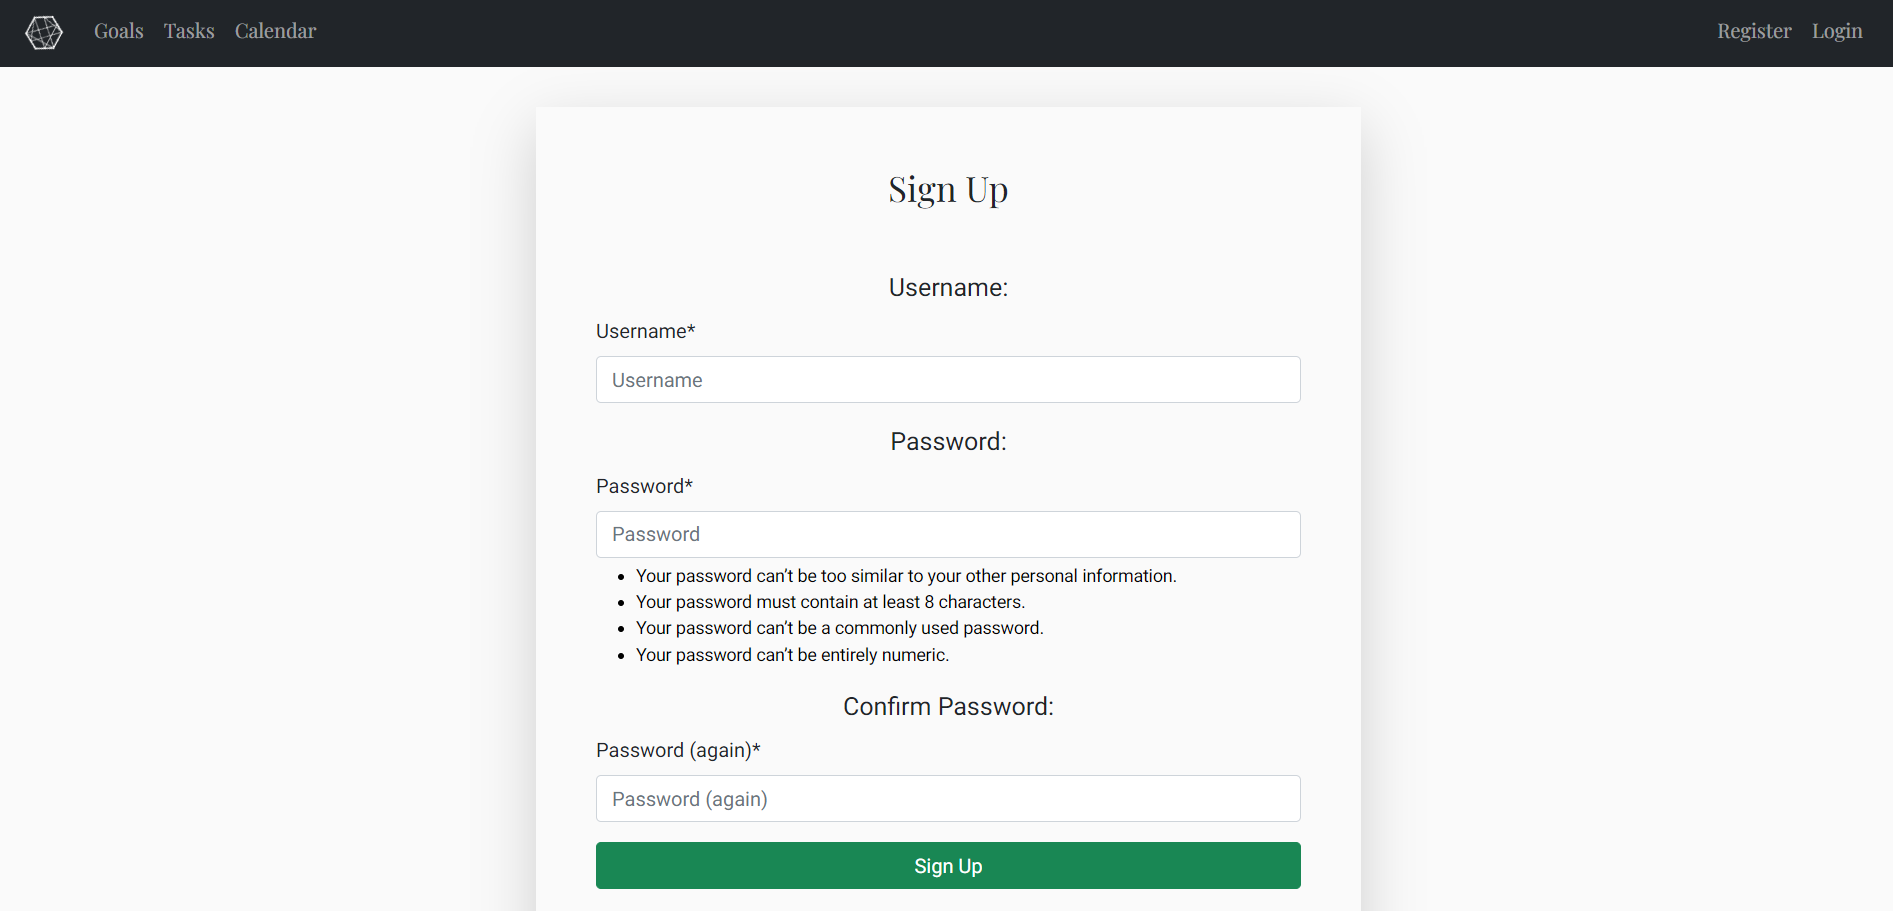 Goals Tasks Calendar Register Login
Sign Up
Username:
Username*
Username
Password:
Password*
Password
• Your password can’t be too similar to your other personal information.
• Your password must contain at least 8 characters.
• Your password can’t be a commonly used password.
• Your password can’t be entirely numeric.
Confirm Password:
Password (again)*
Password (again)
Sign Up